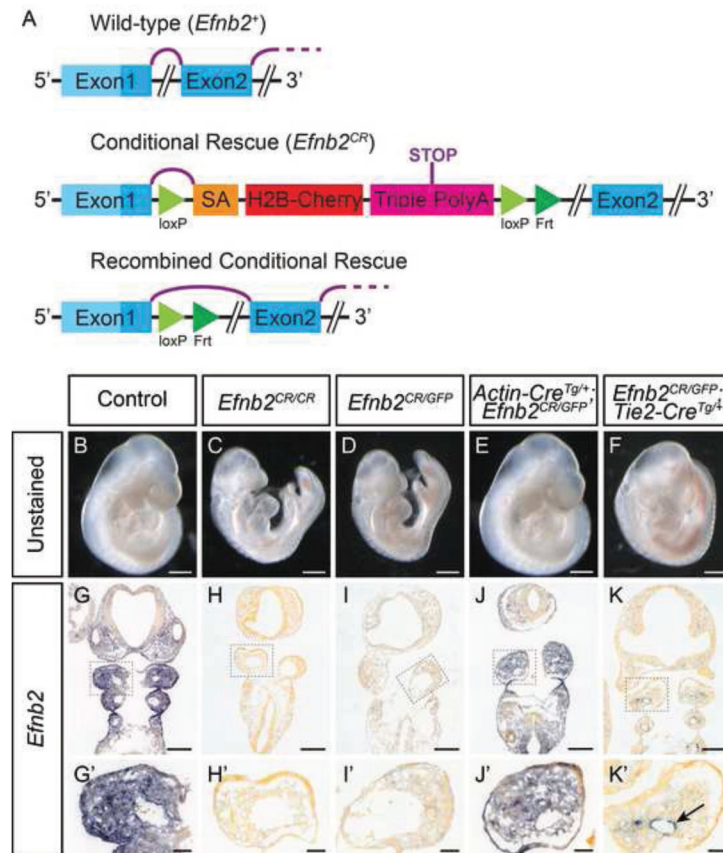 A
Wild-type (Efnb2+)
5’ Exon1 Exon2 3’
Conditional Rescue (Efnb2CR)
STOP
5’ Exon1 SA H2B-Cherry Triple PolyA Exon2 3’
loxP loxP Frt
Recombined Conditional Rescue
5’ Exon1 Exon2 3’
loxP Frt
Control Efnb2CR/CR Efnb2CR/GFP Actin-CreTg/+; Efnb2CR/GFP; Tie2-CreTg/+
Efnb2CR/GFP;
Unstained
B C D E F
Efnb2
G H I J K
G’ H’ I’ J’ K’